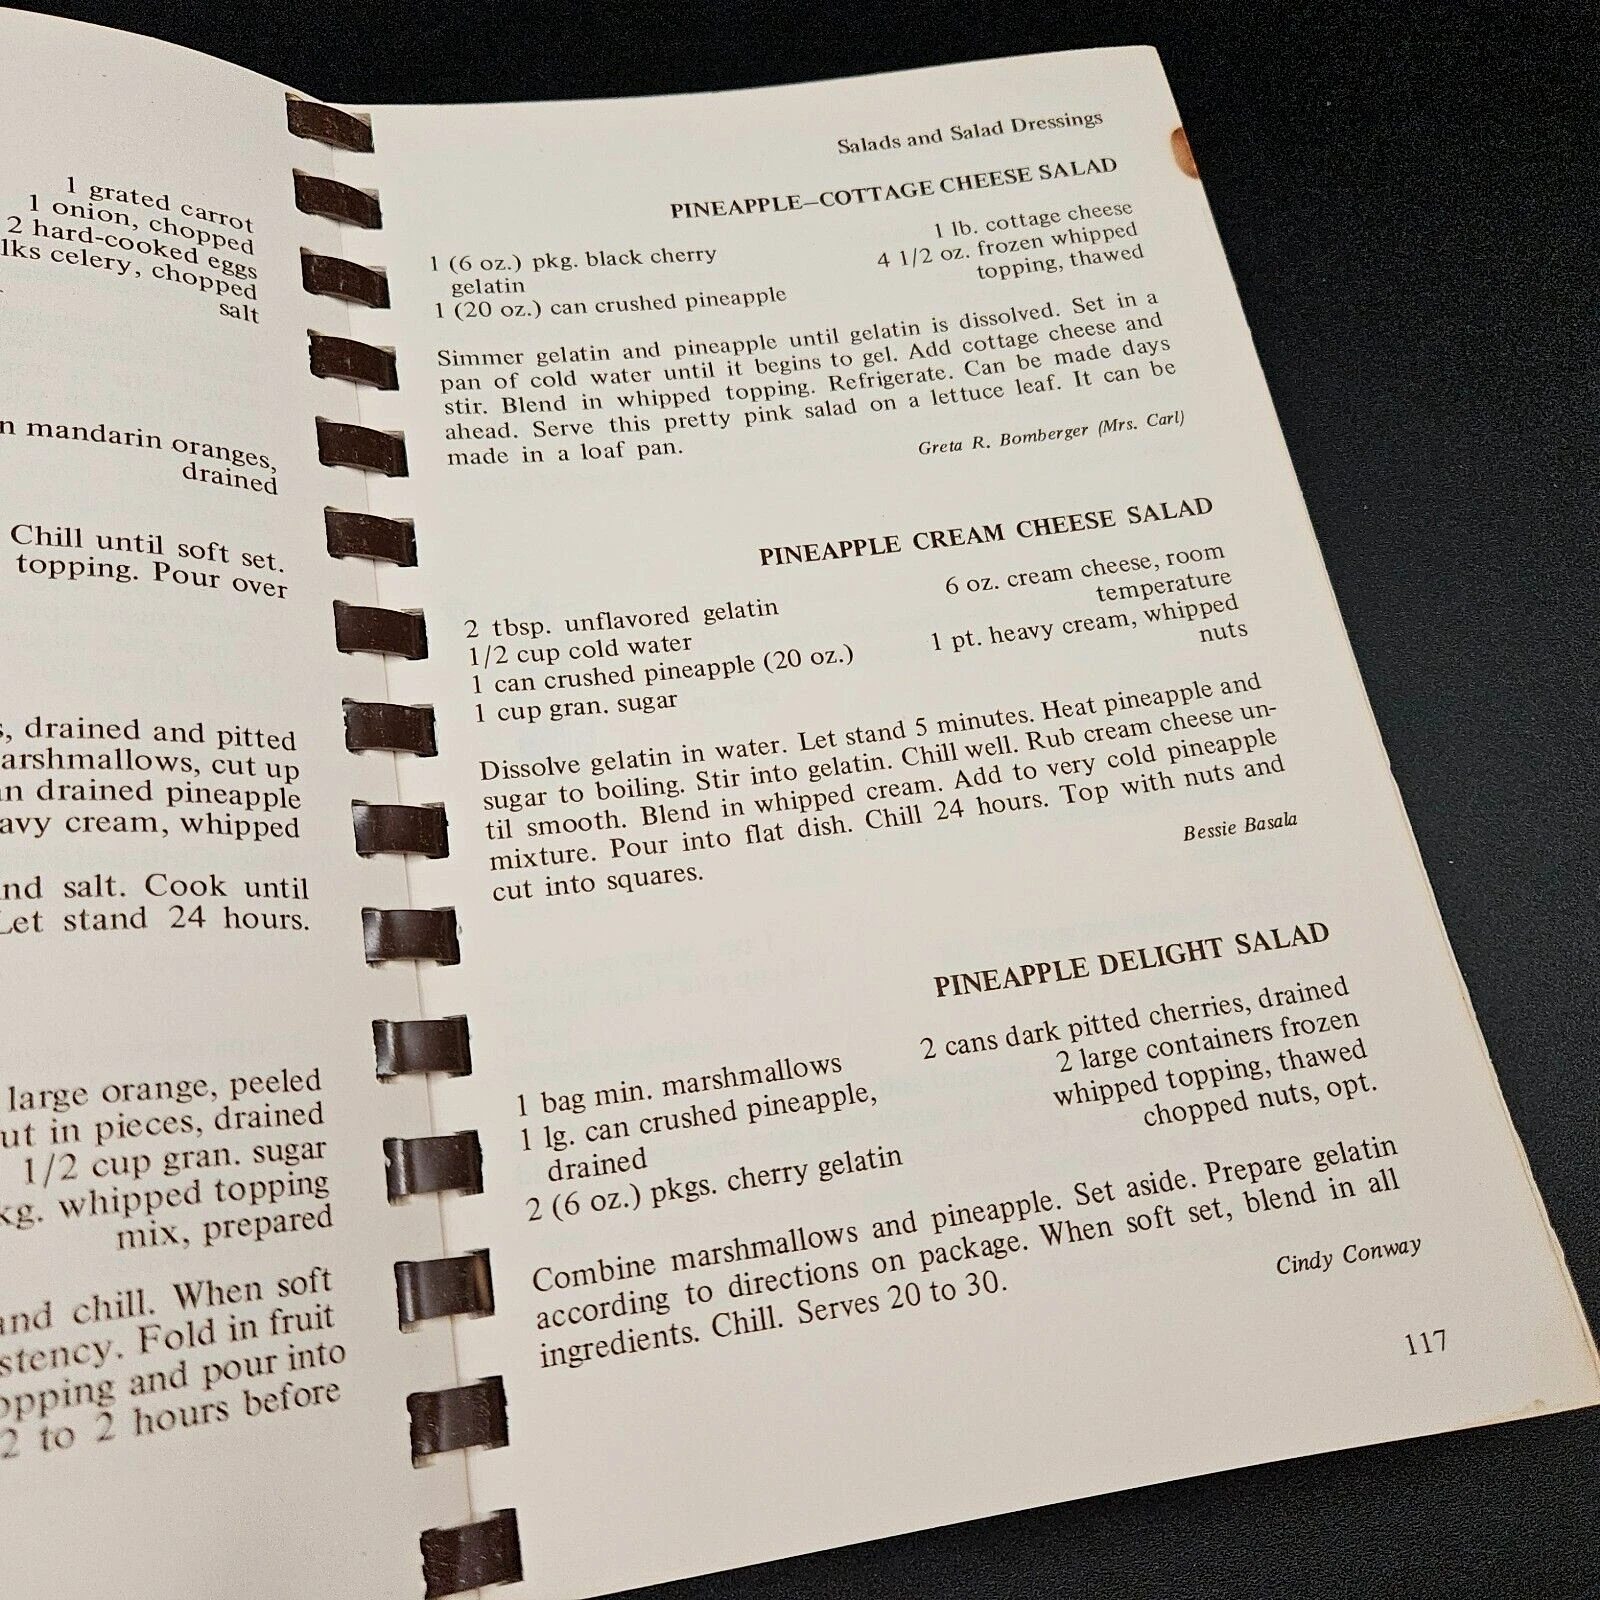 1 grated carrot
1 onion, chopped
2 hard-cooked eggs
celery, chopped
salt
mandarin oranges,
drained
Chill until soft set.
topping. Pour over
drained and pitted
cut up
drained pineapple
cream, whipped
salt. Cook until
stand 24 hours.
large orange, peeled
in pieces, drained
1/2 cup gran. sugar
whipped topping
mix, prepared
chill. When soft
Fold in fruit
and pour into
to 2 hours before
Salads and Salad Dressings
PINEAPPLE—COTTAGE CHEESE SALAD
1 (6 oz.) pkg. black cherry
gelatin
1 (20 oz.) can crushed pineapple
1 lb. cottage cheese
4 1/2 oz. frozen whipped
topping, thawed
Simmer gelatin and pineapple until gelatin is dissolved. Set in a
pan of cold water until it begins to gel. Add cottage cheese and
stir. Blend in whipped topping. Refrigerate. Can be made days
ahead. Serve this pretty pink salad on a lettuce leaf. It can be
made in a loaf pan.
Greta R. Bomberger (Mrs. Carl)
PINEAPPLE CREAM CHEESE SALAD
2 tbsp. unflavored gelatin
1/2 cup cold water
1 can crushed pineapple (20 oz.)
1 cup gran. sugar
6 oz. cream cheese, room
temperature
1 pt. heavy cream, whipped
nuts
Dissolve gelatin in water. Let stand 5 minutes. Heat pineapple and
sugar to boiling. Stir into gelatin. Chill well. Rub cream cheese un-
til smooth. Blend in whipped cream. Add to very cold pineapple
mixture. Pour into flat dish. Chill 24 hours. Top with nuts and
cut into squares.
Bessie Basala
PINEAPPLE DELIGHT SALAD
1 bag min. marshmallows
1 lg. can crushed pineapple,
drained
2 (6 oz.) pkgs. cherry gelatin
2 cans dark pitted cherries, drained
2 large containers frozen
whipped topping, thawed
chopped nuts, opt.
Combine marshmallows and pineapple. Set aside. Prepare gelatin
according to directions on package. When soft set, blend in all
ingredients. Chill. Serves 20 to 30.
Cindy Conway
117